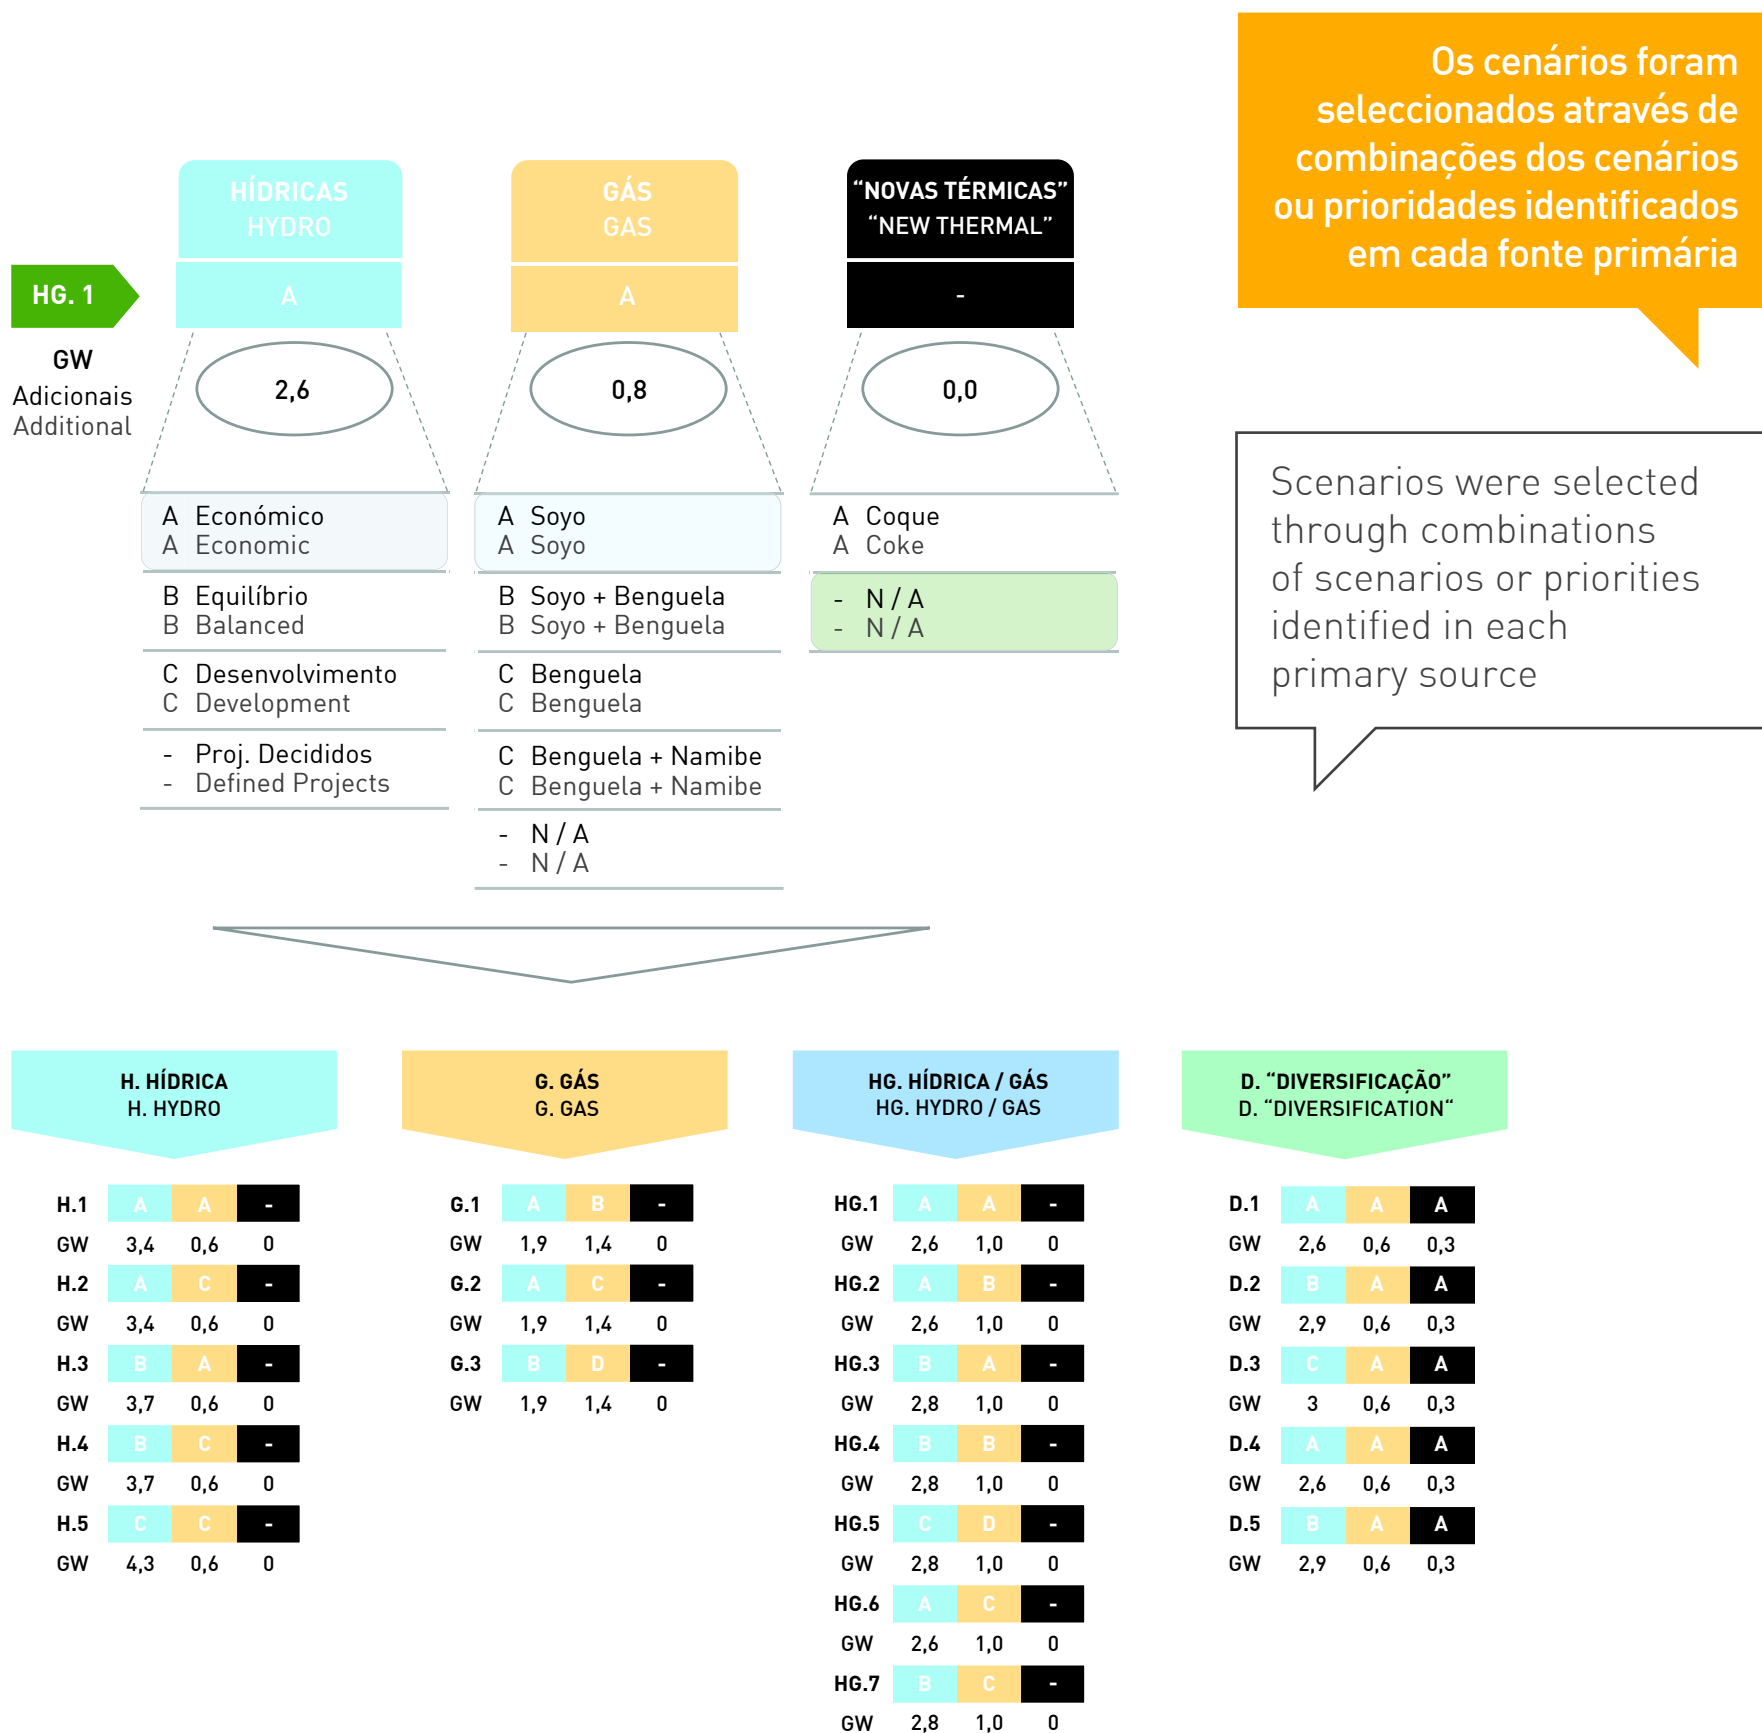 Os cenários foram
seleccionados através de
combinações dos cenários
ou prioridades identificados
em cada fonte primária
HÍDRICAS
HYDRO
GÁS
GAS
“NOVAS TÉRMICAS”
“NEW THERMAL”
HG. 1
A
A
-
GW
Adicionais
Additional
2,6
0,8
0,0
Scenarios were selected
through combinations
of scenarios or priorities
identified in each
primary source
A Económico
A Economic
B Equilíbrio
B Balanced
C Desenvolvimento
C Development
- Proj. Decididos
- Defined Projects
A Soyo
A Soyo
B Soyo + Benguela
B Soyo + Benguela
C Benguela
C Benguela
C Benguela + Namibe
C Benguela + Namibe
- N / A
- N / A
A Coque
A Coke
- N / A
- N / A
H. HÍDRICA
H. HYDRO
H.1 A A -
GW 3,4 0,6 0
H.2 A C -
GW 3,4 0,6 0
H.3 B A -
GW 3,7 0,6 0
H.4 B C -
GW 3,7 0,6 0
H.5 C C -
GW 4,3 0,6 0
G. GÁS
G. GAS
G.1 A B -
GW 1,9 1,4 0
G.2 A C -
GW 1,9 1,4 0
G.3 B D -
GW 1,9 1,4 0
HG. HÍDRICA / GÁS
HG. HYDRO / GAS
HG.1 A A -
GW 2,6 1,0 0
HG.2 A B -
GW 2,6 1,0 0
HG.3 B A -
GW 2,8 1,0 0
HG.4 B B -
GW 2,8 1,0 0
HG.5 C D -
GW 2,8 1,0 0
HG.6 A C -
GW 2,6 1,0 0
HG.7 B C -
GW 2,8 1,0 0
D. “DIVERSIFICAÇÃO”
D. “DIVERSIFICATION“
D.1 A A A
GW 2,6 0,6 0,3
D.2 B A A
GW 2,9 0,6 0,3
D.3 C A A
GW 3 0,6 0,3
D.4 A A A
GW 2,6 0,6 0,3
D.5 B A A
GW 2,9 0,6 0,3